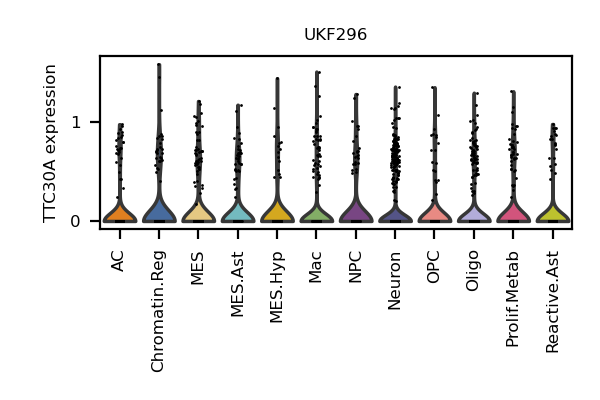 UKF296
TTC30A expression
1
0
AC
Chromatin.Reg
MES
MES.Ast
MES.Hyp
Mac
NPC
Neuron
OPC
Oligo
Prolif.Metab
Reactive.Ast